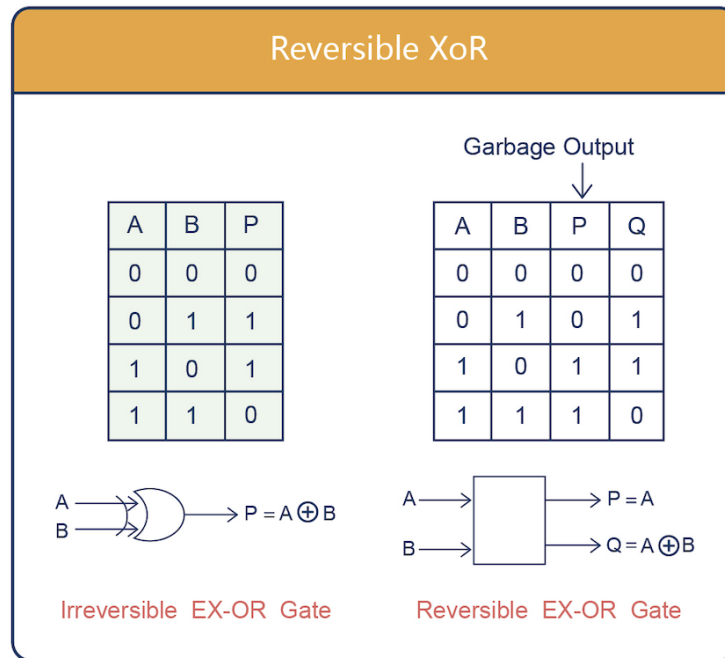 Reversible XoR
Garbage Output
A B P
0 0 0
0 1 1
1 0 1
1 1 0
A B P Q
0 0 0 0
0 1 0 1
1 0 1 1
1 1 1 0
A
B
P = A ⊕ B
A
B
P = A
Q = A ⊕ B
Irreversible EX-OR Gate
Reversible EX-OR Gate